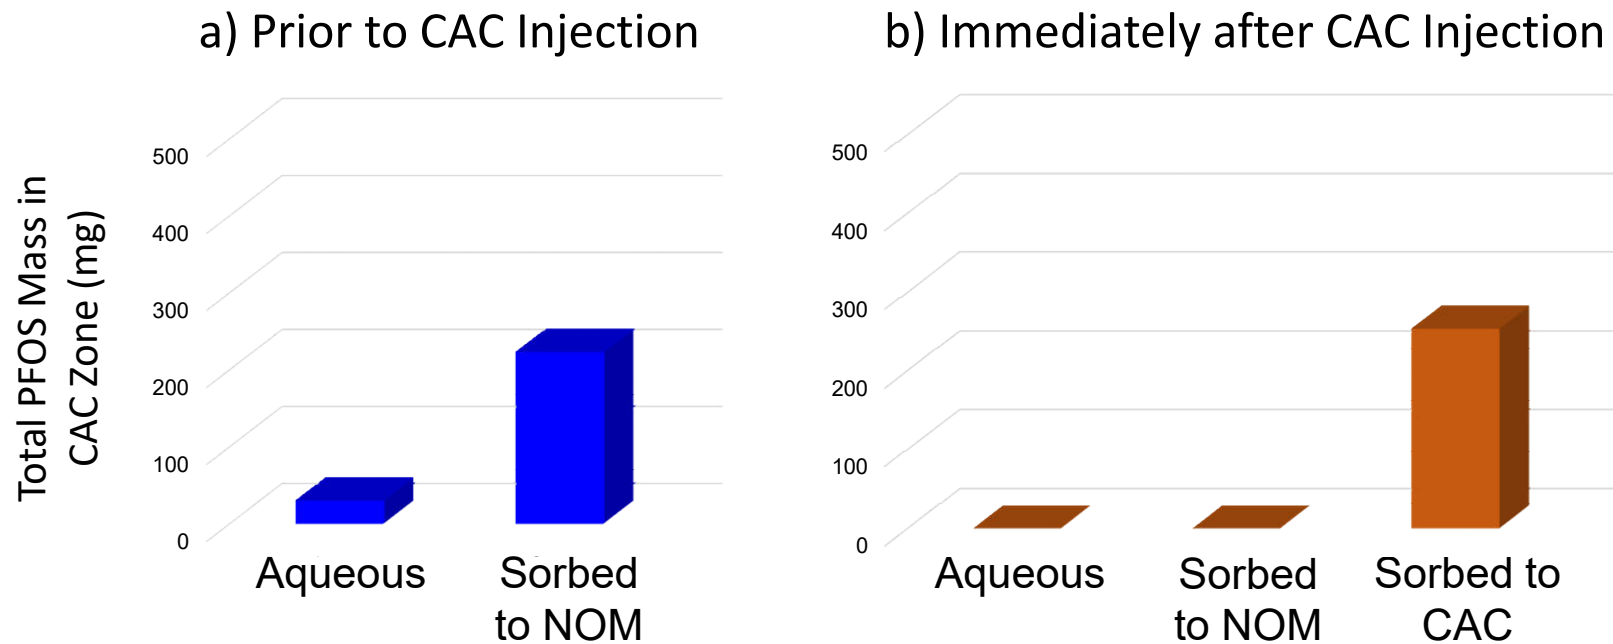 a) Prior to CAC Injection
b) Immediately after CAC Injection
Total PFOS Mass in
CAC Zone (mg)
500
400
300
200
100
0
Aqueous
Sorbed
to NOM
500
400
300
200
100
0
Aqueous
Sorbed
to NOM
Sorbed to
CAC